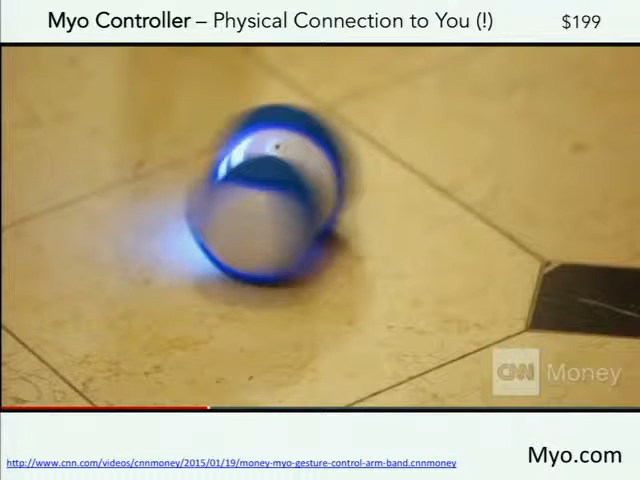 Myo Controller – Physical Connection to You (!) $199
CNN Money
http://www.cnn.com/videos/cnnmoney/2015/01/19/money-myo-gesture-control-arm-band.cnnmoney
Myo.com